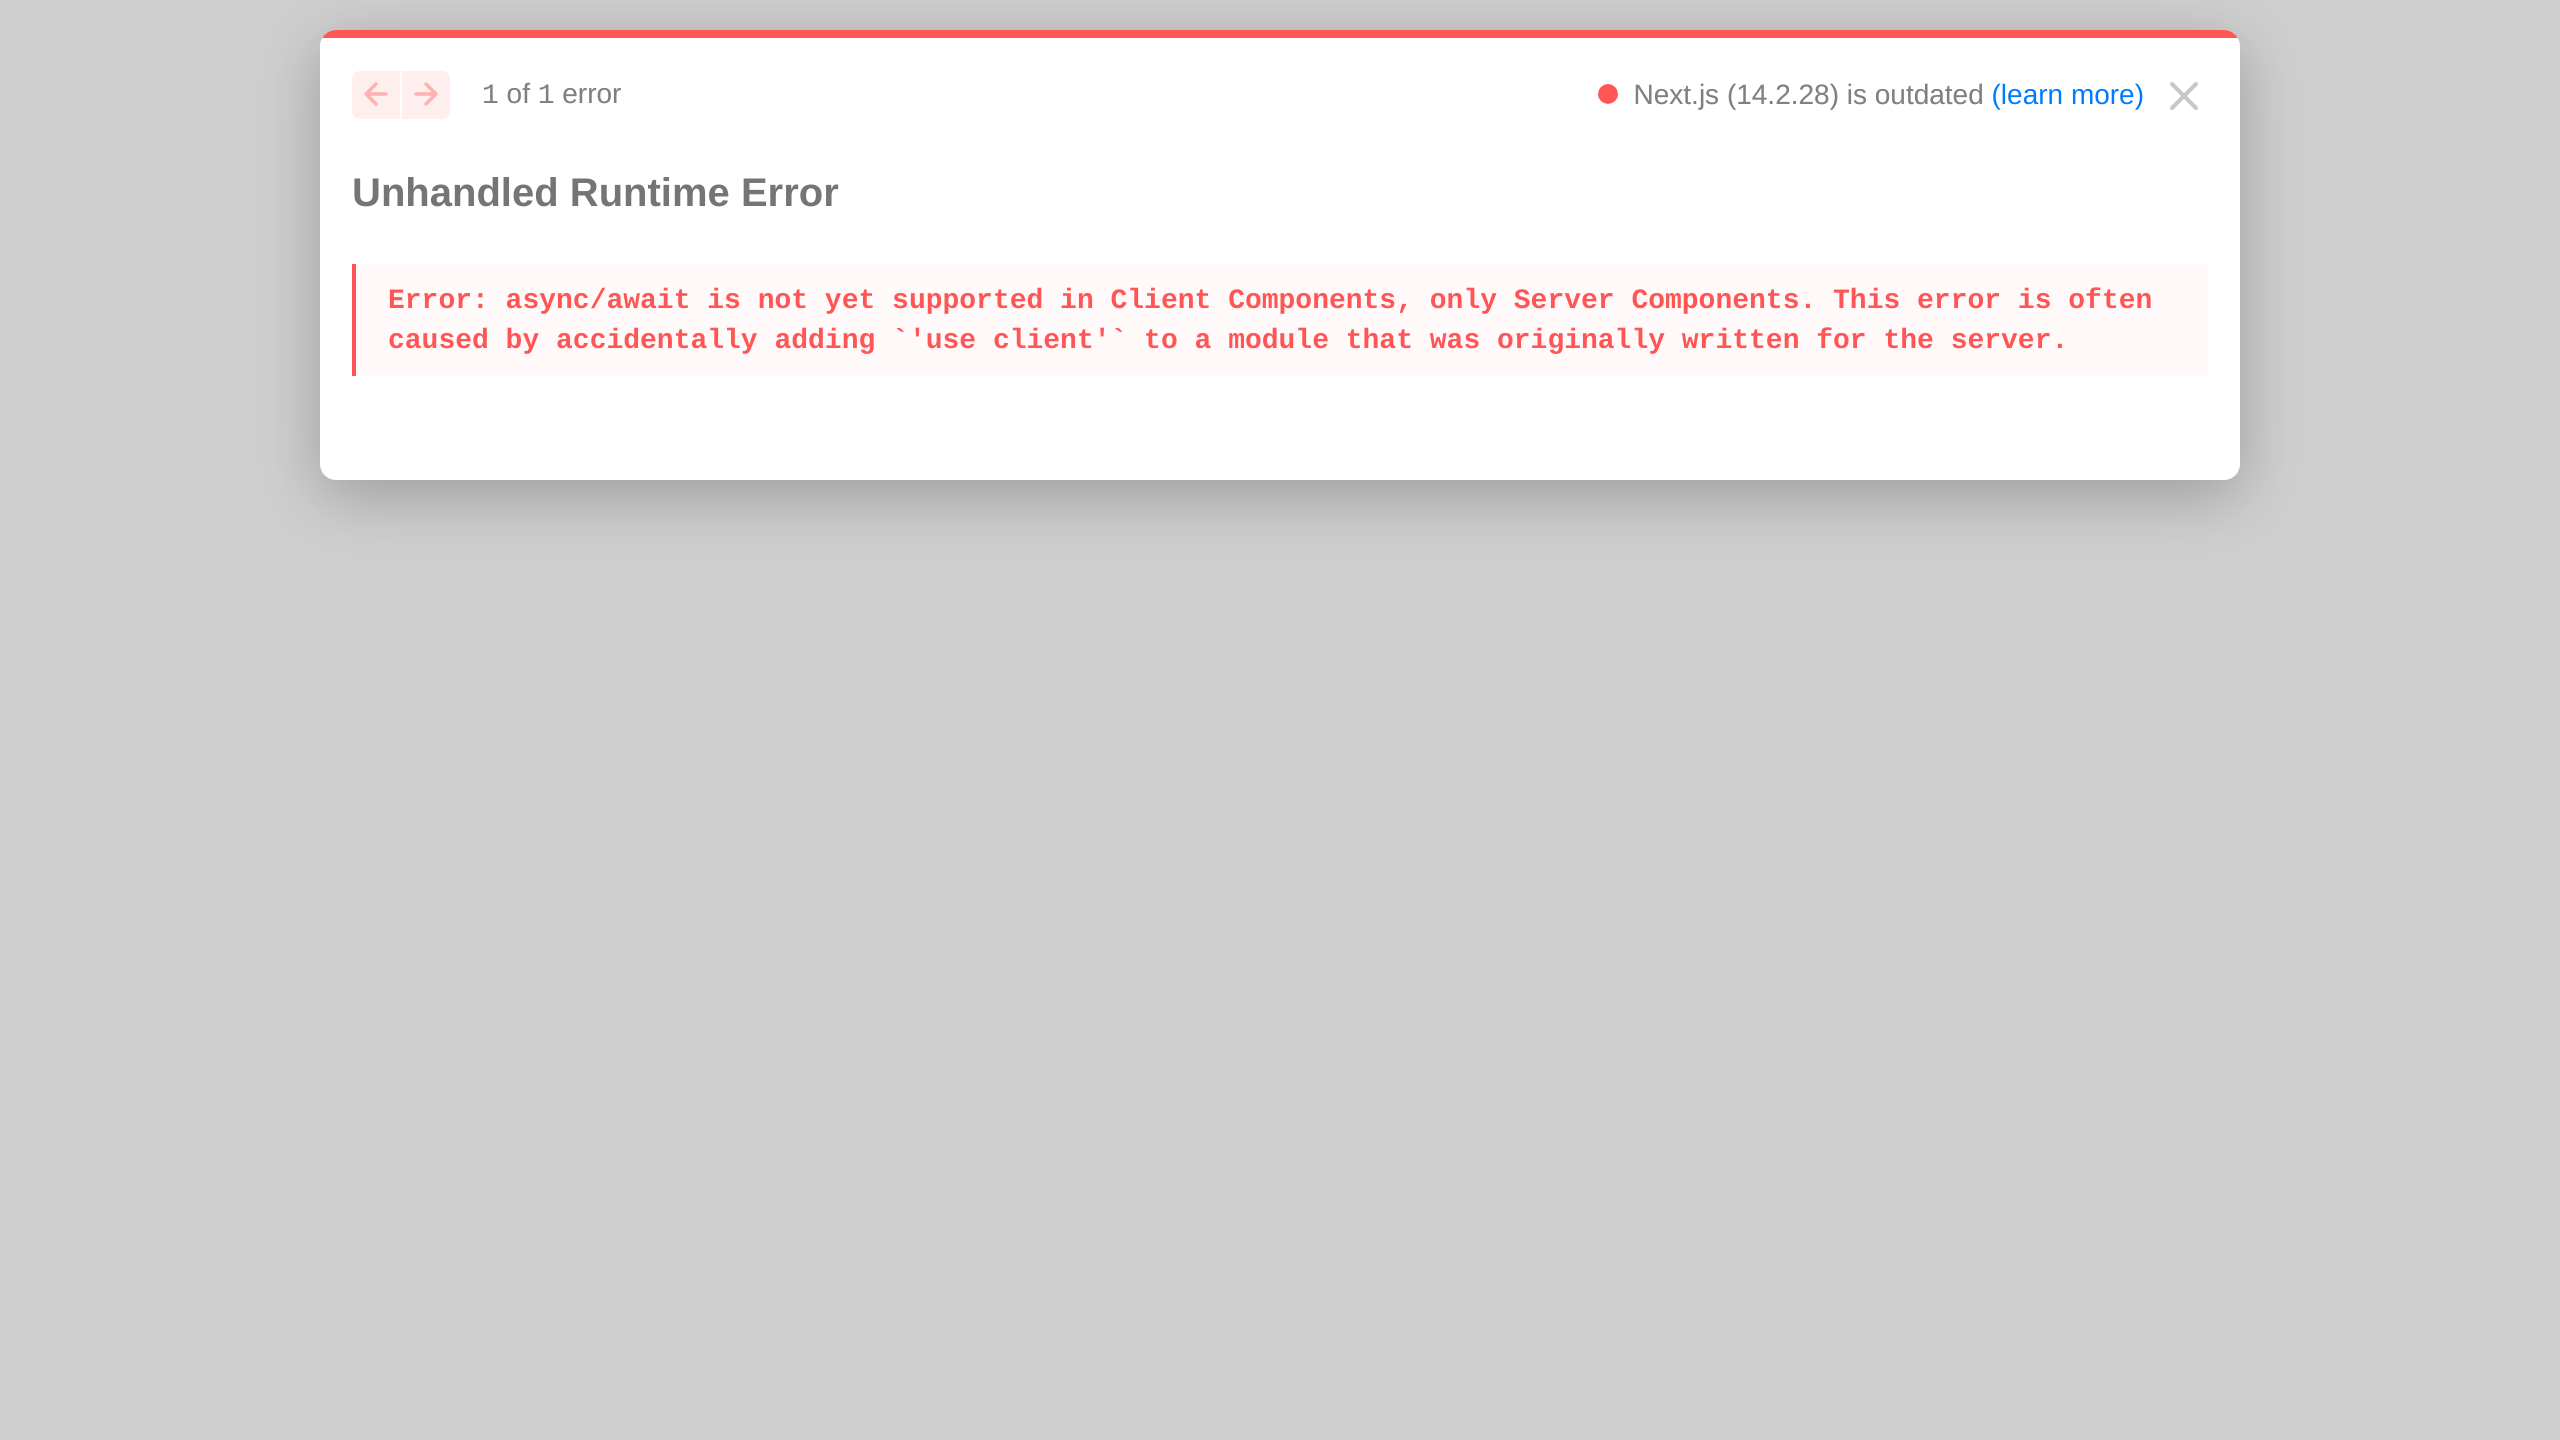 1 of 1 error
Next.js (14.2.28) is outdated (learn more)
Unhandled Runtime Error
Error: async/await is not yet supported in Client Components, only Server Components. This error is often
caused by accidentally adding `'use client'` to a module that was originally written for the server.